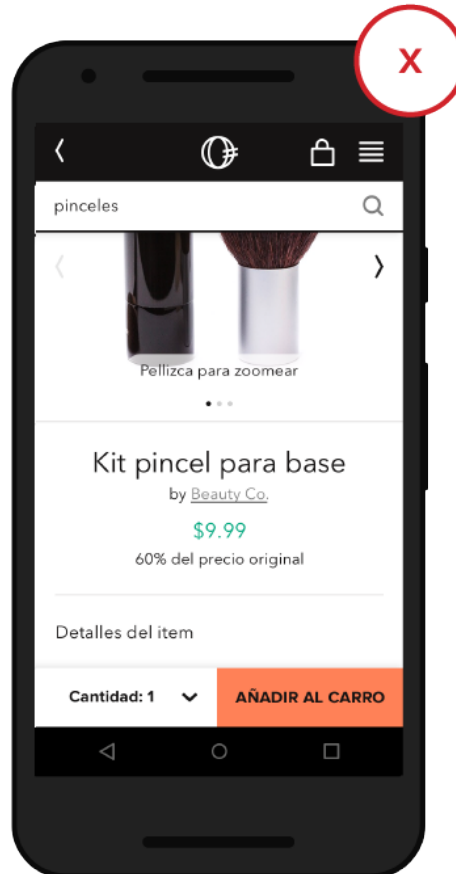 X
pinceles
Pellizca para zoomear
Kit pincel para base
by Beauty Co.
$9.99
60% del precio original
Detalles del item
Cantidad: 1
AÑADIR AL CARRO